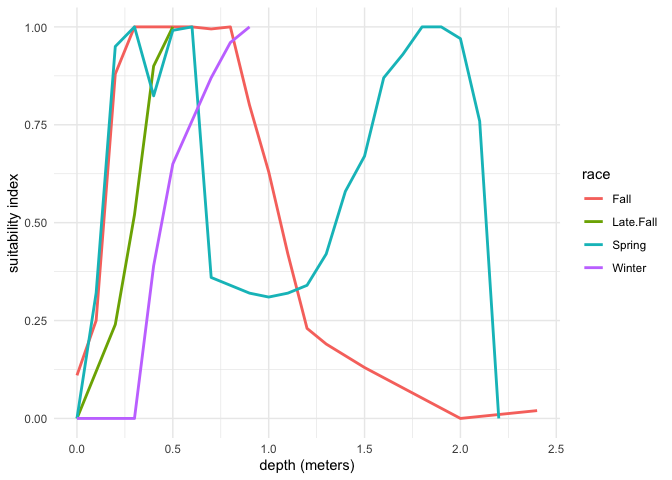 1.00
0.75
0.50
0.25
0.00
suitability index
0.0 0.5 1.0 1.5 2.0 2.5
depth (meters)
race
Fall
Late.Fall
Spring
Winter